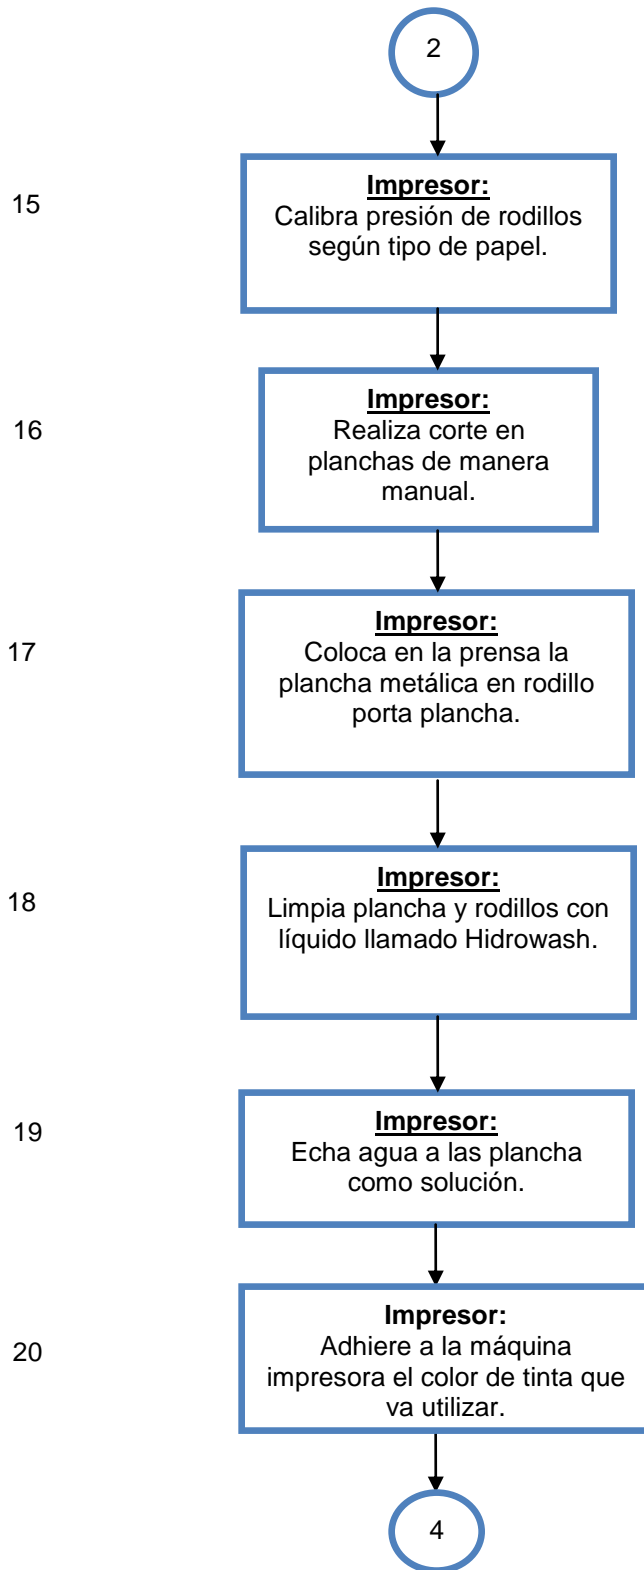 2
15
Impresor:
Calibra presión de rodillos
según tipo de papel.
16
Impresor:
Realiza corte en
planchas de manera
manual.
17
Impresor:
Coloca en la prensa la
plancha metálica en rodillo
porta plancha.
18
Impresor:
Limpia plancha y rodillos con
líquido llamado Hidrowash.
19
Impresor:
Echa agua a las plancha
como solución.
20
Impresor:
Adhiere a la máquina
impresora el color de tinta que
va utilizar.
4